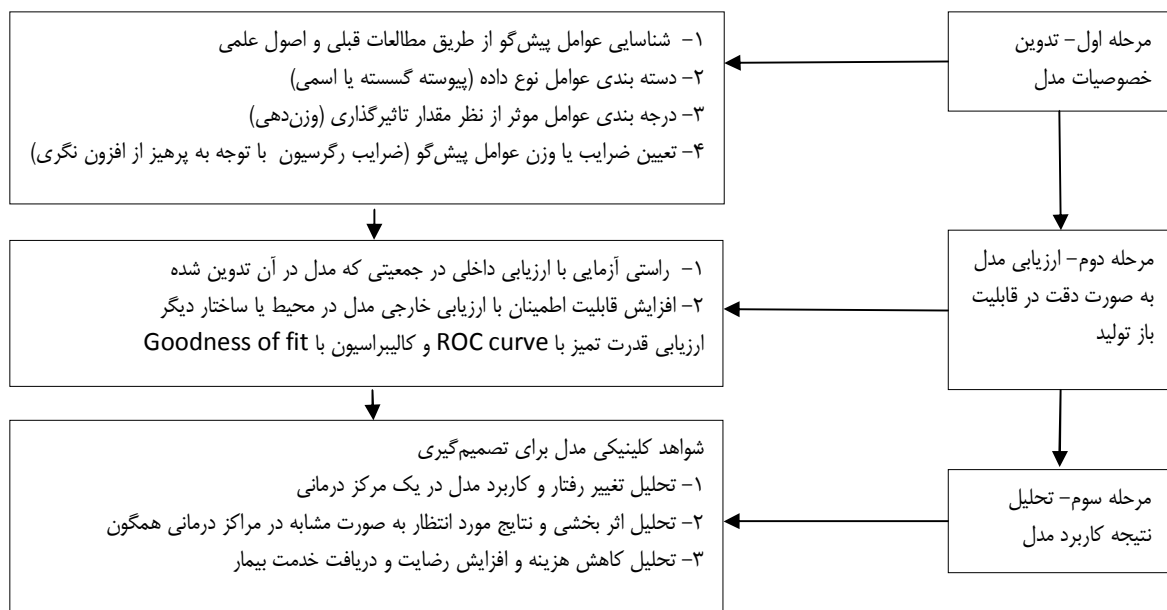 مرحله اول– تدوین
خصوصیات مدل
۱– شناسایی عوامل پیش‌گو از طریق مطالعات قبلی و اصول علمی
۲– دسته بندی عوامل نوع داده (پیوسته گسسته یا اسمی)
۳– درجه بندی عوامل موثر از نظر مقدار تاثیرگذاری (وزن‌دهی)
۴– تعیین ضرایب یا وزن عوامل پیش‌گو (ضرایب رگرسیون با توجه به پرهیز از افزون نگری)
مرحله دوم– ارزیابی مدل
به صورت دقت در قابلیت
باز تولید
۱– راستی آزمایی با ارزیابی داخلی در جمعیتی که مدل در آن تدوین شده
۲– افزایش قابلیت اطمینان با ارزیابی خارجی مدل در محیط یا ساختار دیگر
ارزیابی قدرت تمیز با ROC curve و کالیبراسیون با Goodness of fit
مرحله سوم– تحلیل
نتیجه کاربرد مدل
شواهد کلینیکی مدل برای تصمیم‌گیری
۱– تحلیل تغییر رفتار و کاربرد مدل در یک مرکز درمانی
۲– تحلیل اثر بخشی و نتایج مورد انتظار به صورت مشابه در مراکز درمانی همگون
۳– تحلیل کاهش هزینه و افزایش رضایت و دریافت خدمت بیمار